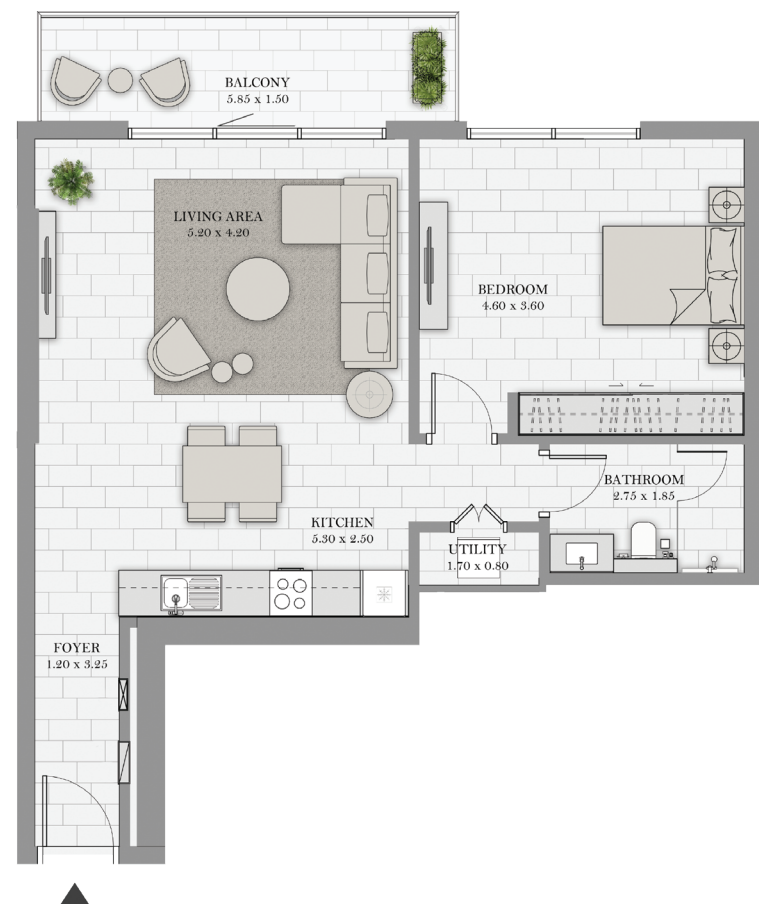 BALCONY
5.85 x 1.50
LIVING AREA
5.20 x 4.20
BEDROOM
4.60 x 3.60
BATHROOM
2.75 x 1.85
KITCHEN
5.30 x 2.50
UTILITY
1.70 x 0.80
FOYER
1.20 x 3.25